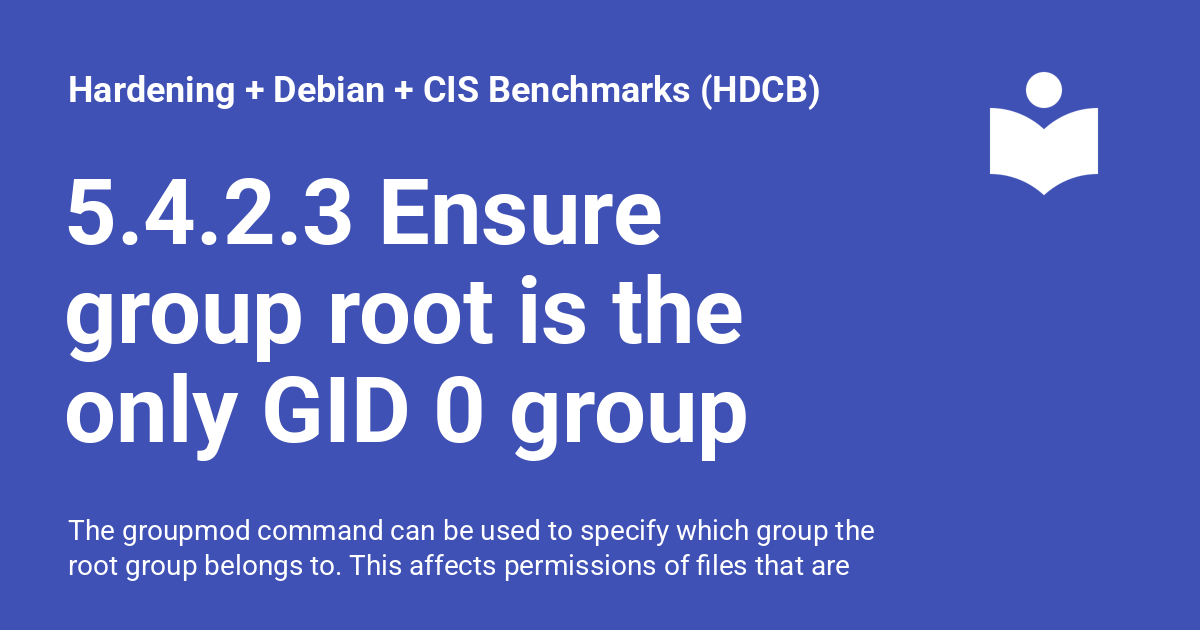 Hardening + Debian + CIS Benchmarks (HDCB)
5.4.2.3 Ensure
group root is the
only GID 0 group
The groupmod command can be used to specify which group the
root group belongs to. This affects permissions of files that are